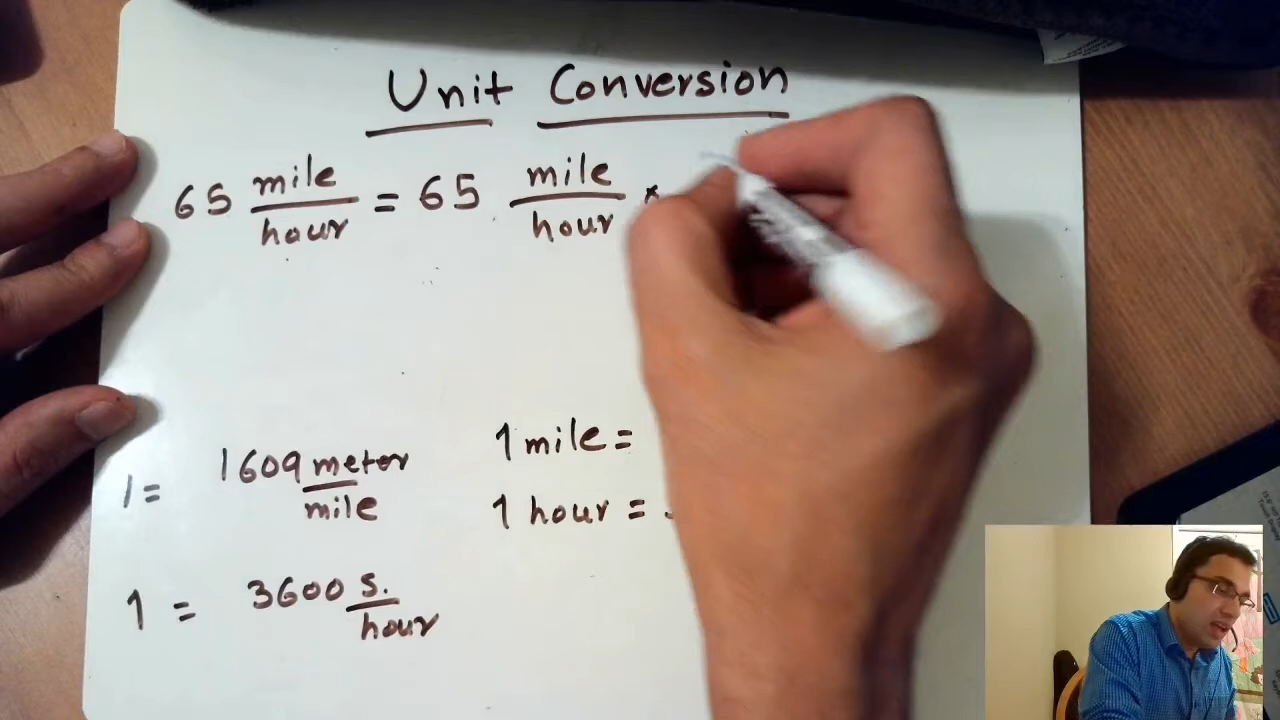 Unit Conversion
65 mile/hour = 65 mile/hour *
1 mile =
1 = 1609 meter/mile
1 hour =
1 = 3600 s./hour